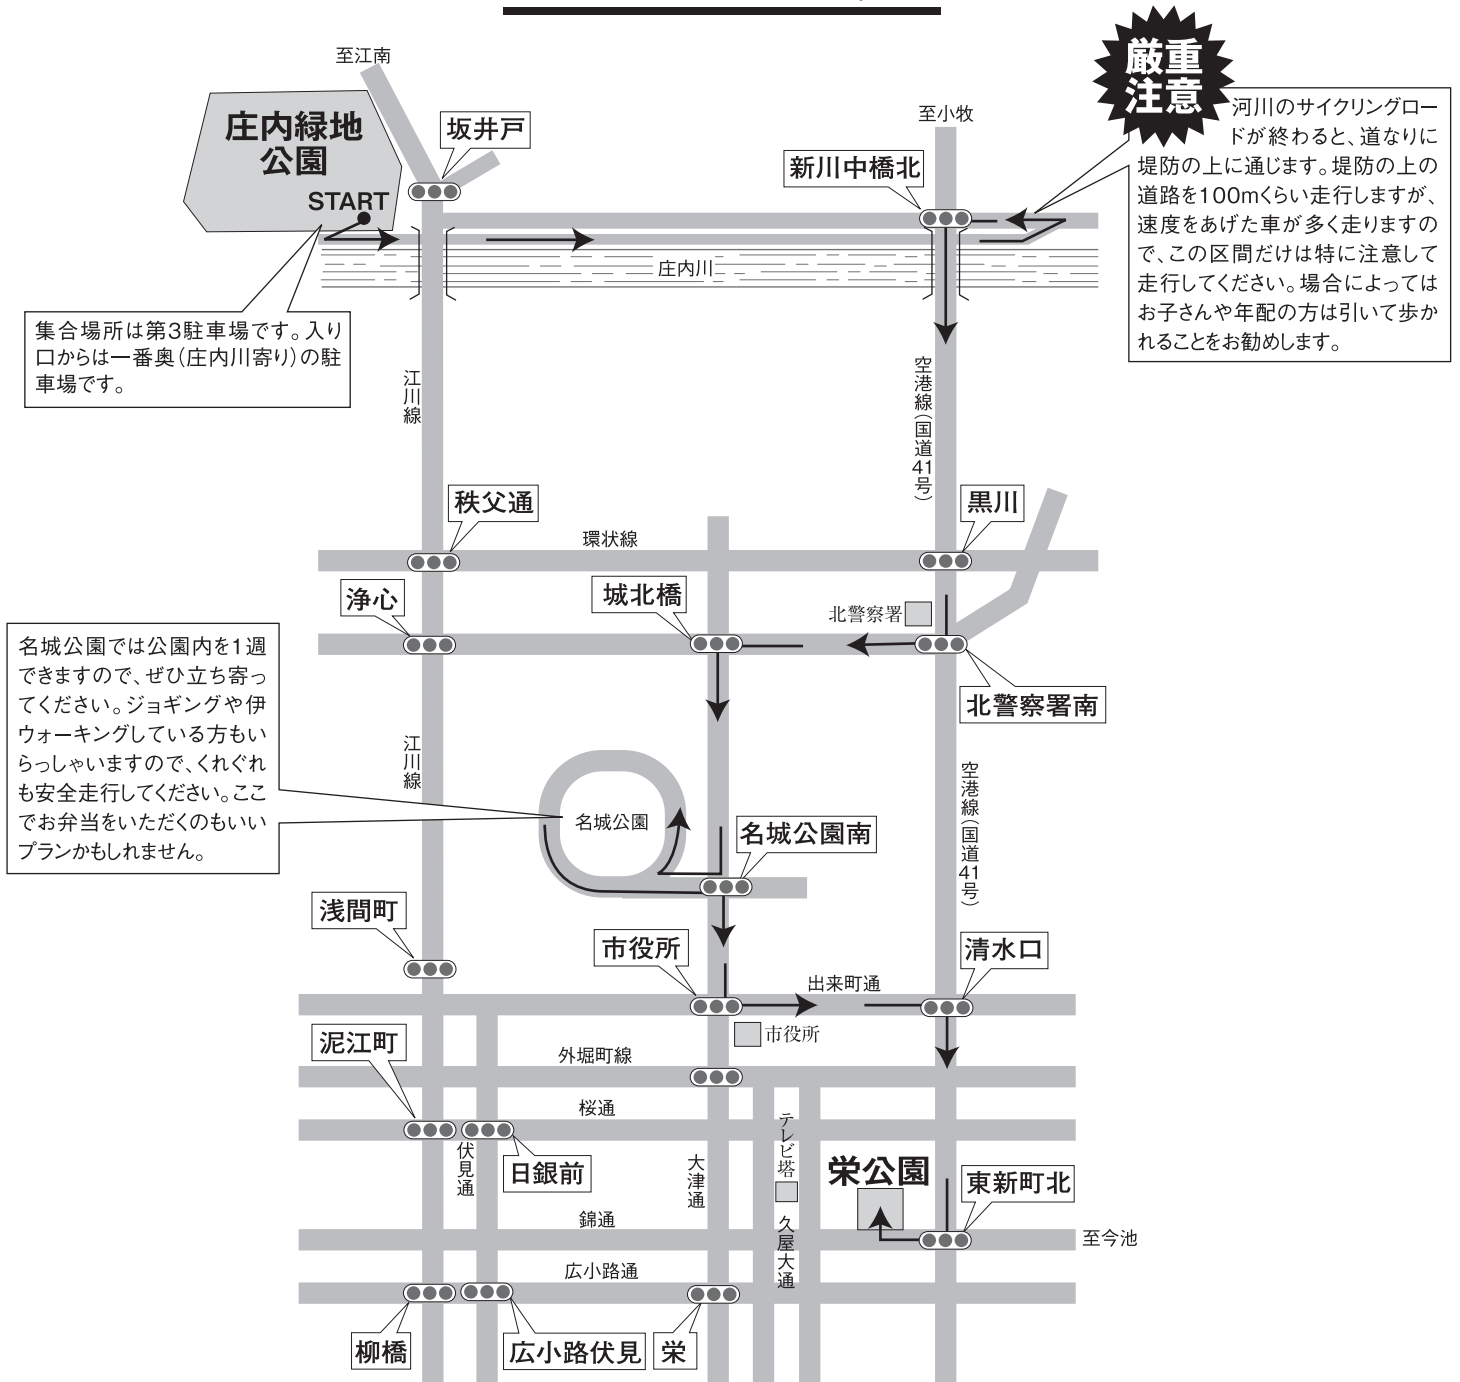 至江南
厳重
注意
庄内緑地
公園
START
坂井戸
至小牧
新川中橋北
河川のサイクリングロー
ドが終わると、道なりに
堤防の上に通じます。堤防の上の
道路を100mくらい走行しますが、
速度をあげた車が多く走りますの
で、この区間だけは特に注意して
走行してください。場合によっては
お子さんや年配の方は引いて歩か
れることをお勧めします。
庄内川
集合場所は第3駐車場です。入り
口からは一番奥(庄内川寄り)の駐
車場です。
江川線
空港線(国道41号)
秩父通
環状線
黒川
浄心
城北橋
北警察署
北警察署南
名城公園では公園内を1週
できますので、ぜひ立ち寄っ
てください。ジョギングや伊
ウォーキングしている方もい
らっしゃいますので、くれぐれ
も安全走行してください。ここ
でお弁当をいただくのもいい
プランかもしれません。
江川線
名城公園
名城公園南
空港線(国道41号)
浅間町
市役所
出来町通
清水口
市役所
泥江町
外堀町線
桜通
テレビ塔
伏見通
日銀前
大津通
栄公園
東新町北
錦通
久屋大通
至今池
広小路通
柳橋
広小路伏見
栄